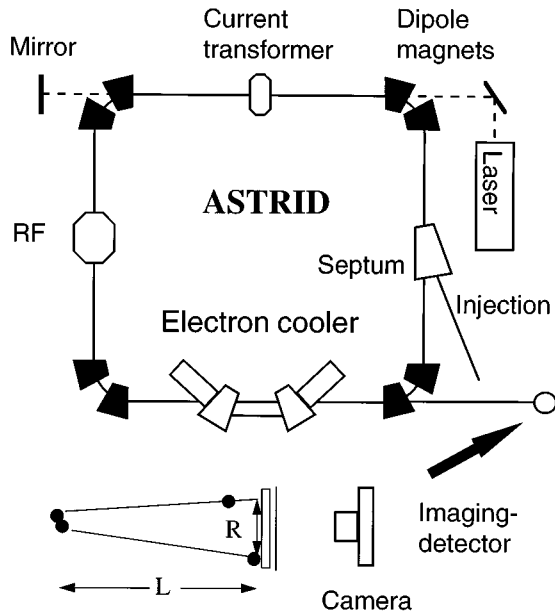 Current
transformer
Dipole
magnets
Mirror
Laser
ASTRID
RF
Septum
Injection
Electron cooler
Imaging-
detector
R
L
Camera